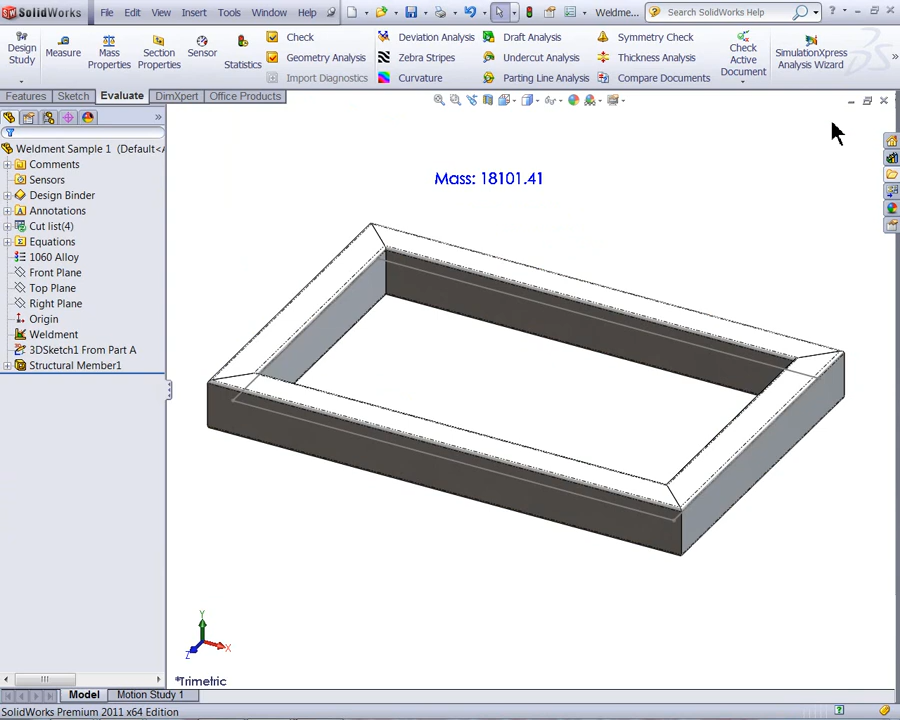 SolidWorks File Edit View Insert Tools Window Help Weldme... Search SolidWorks Help
Design Study
Measure
Mass Properties
Section Properties
Sensor
Statistics
Check
Geometry Analysis
Import Diagnostics
Deviation Analysis
Zebra Stripes
Curvature
Draft Analysis
Undercut Analysis
Parting Line Analysis
Symmetry Check
Thickness Analysis
Compare Documents
Check Active Document
SimulationXpress Analysis Wizard
Features Sketch Evaluate DimXpert Office Products
Weldment Sample 1 (Default<A
Comments
Sensors
Design Binder
Annotations
Cut list(4)
Equations
1060 Alloy
Front Plane
Top Plane
Right Plane
Origin
Weldment
3DSketch1 From Part A
Structural Member1
Mass: 18101.41
Y
X
Z
*Trimetric
Model Motion Study 1
SolidWorks Premium 2011 x64 Edition